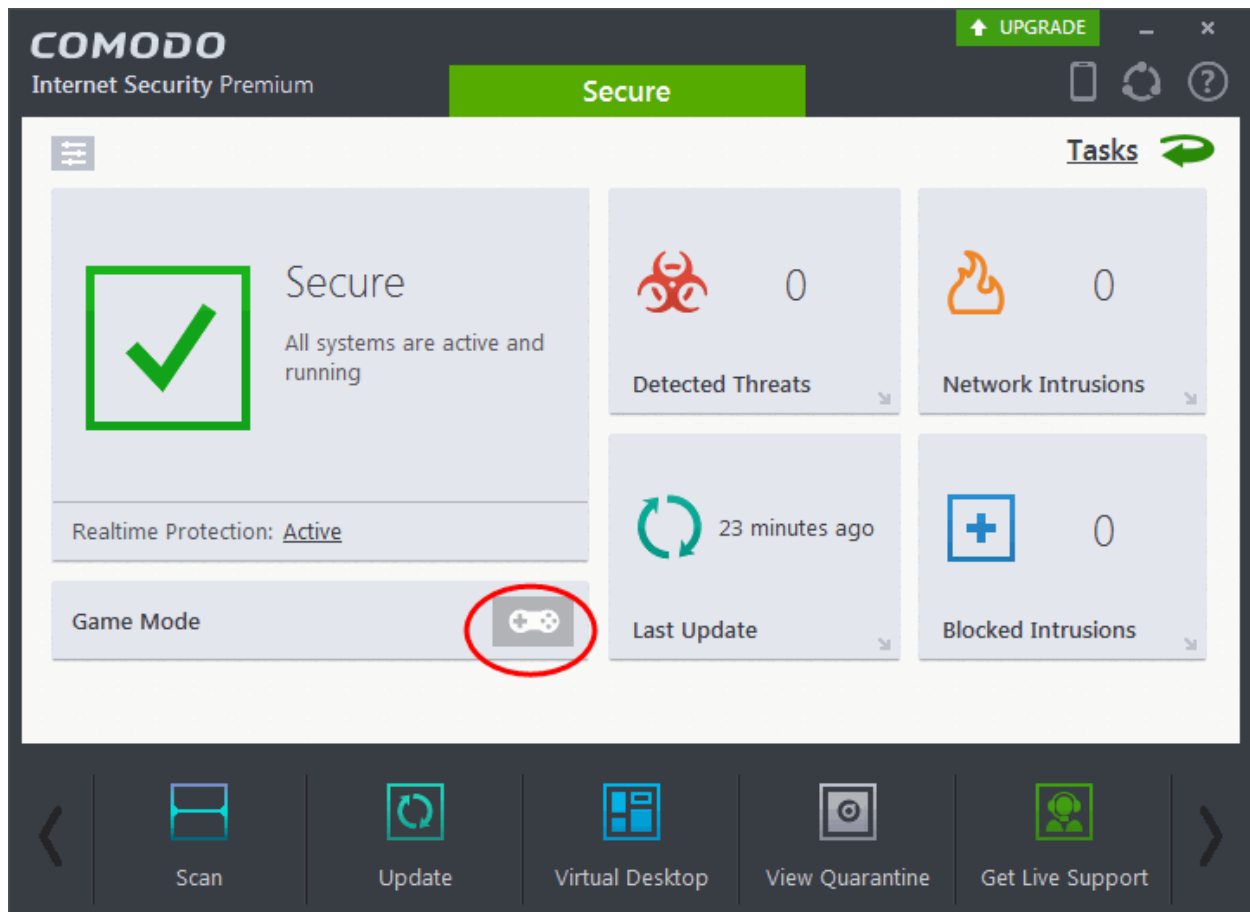 COMODO
Internet Security Premium
UPGRADE
Secure
?
Tasks
Secure
All systems are active and
running
Realtime Protection: Active
Game Mode
0
Detected Threats
0
Network Intrusions
23 minutes ago
Last Update
0
Blocked Intrusions
Scan
Update
Virtual Desktop
View Quarantine
Get Live Support